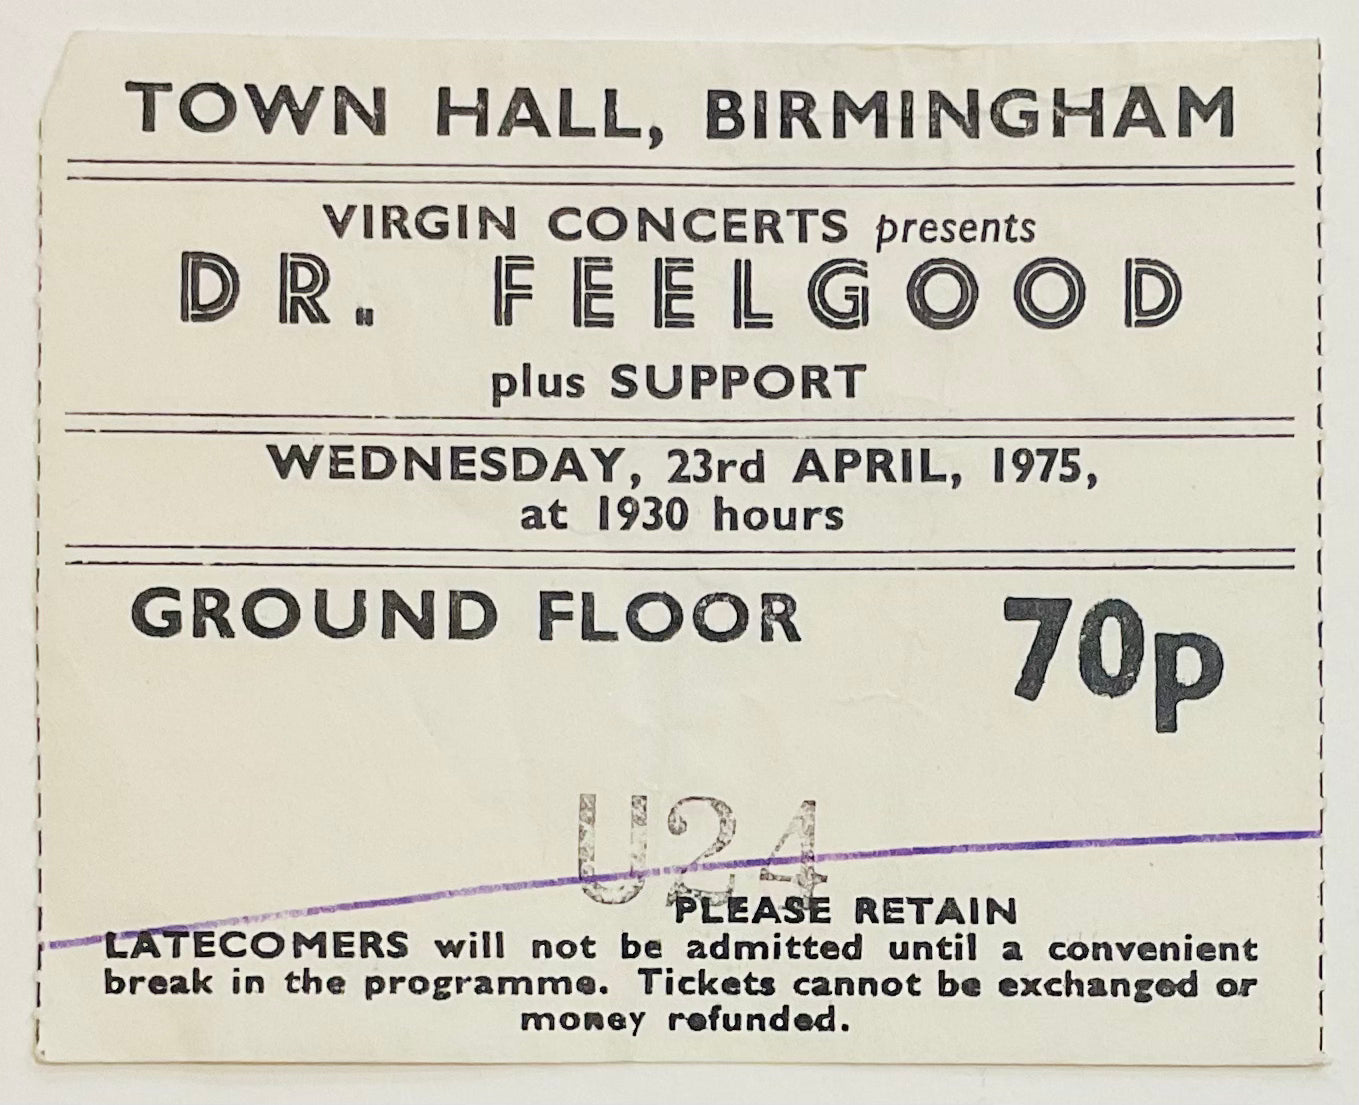 TOWN HALL, BIRMINGHAM
VIRGIN CONCERTS presents
DR. FEELGOOD
plus SUPPORT
WEDNESDAY, 23rd APRIL, 1975,
at 1930 hours
GROUND FLOOR 70p
U24
PLEASE RETAIN
LATECOMERS will not be admitted until a convenient
break in the programme. Tickets cannot be exchanged or
money refunded.